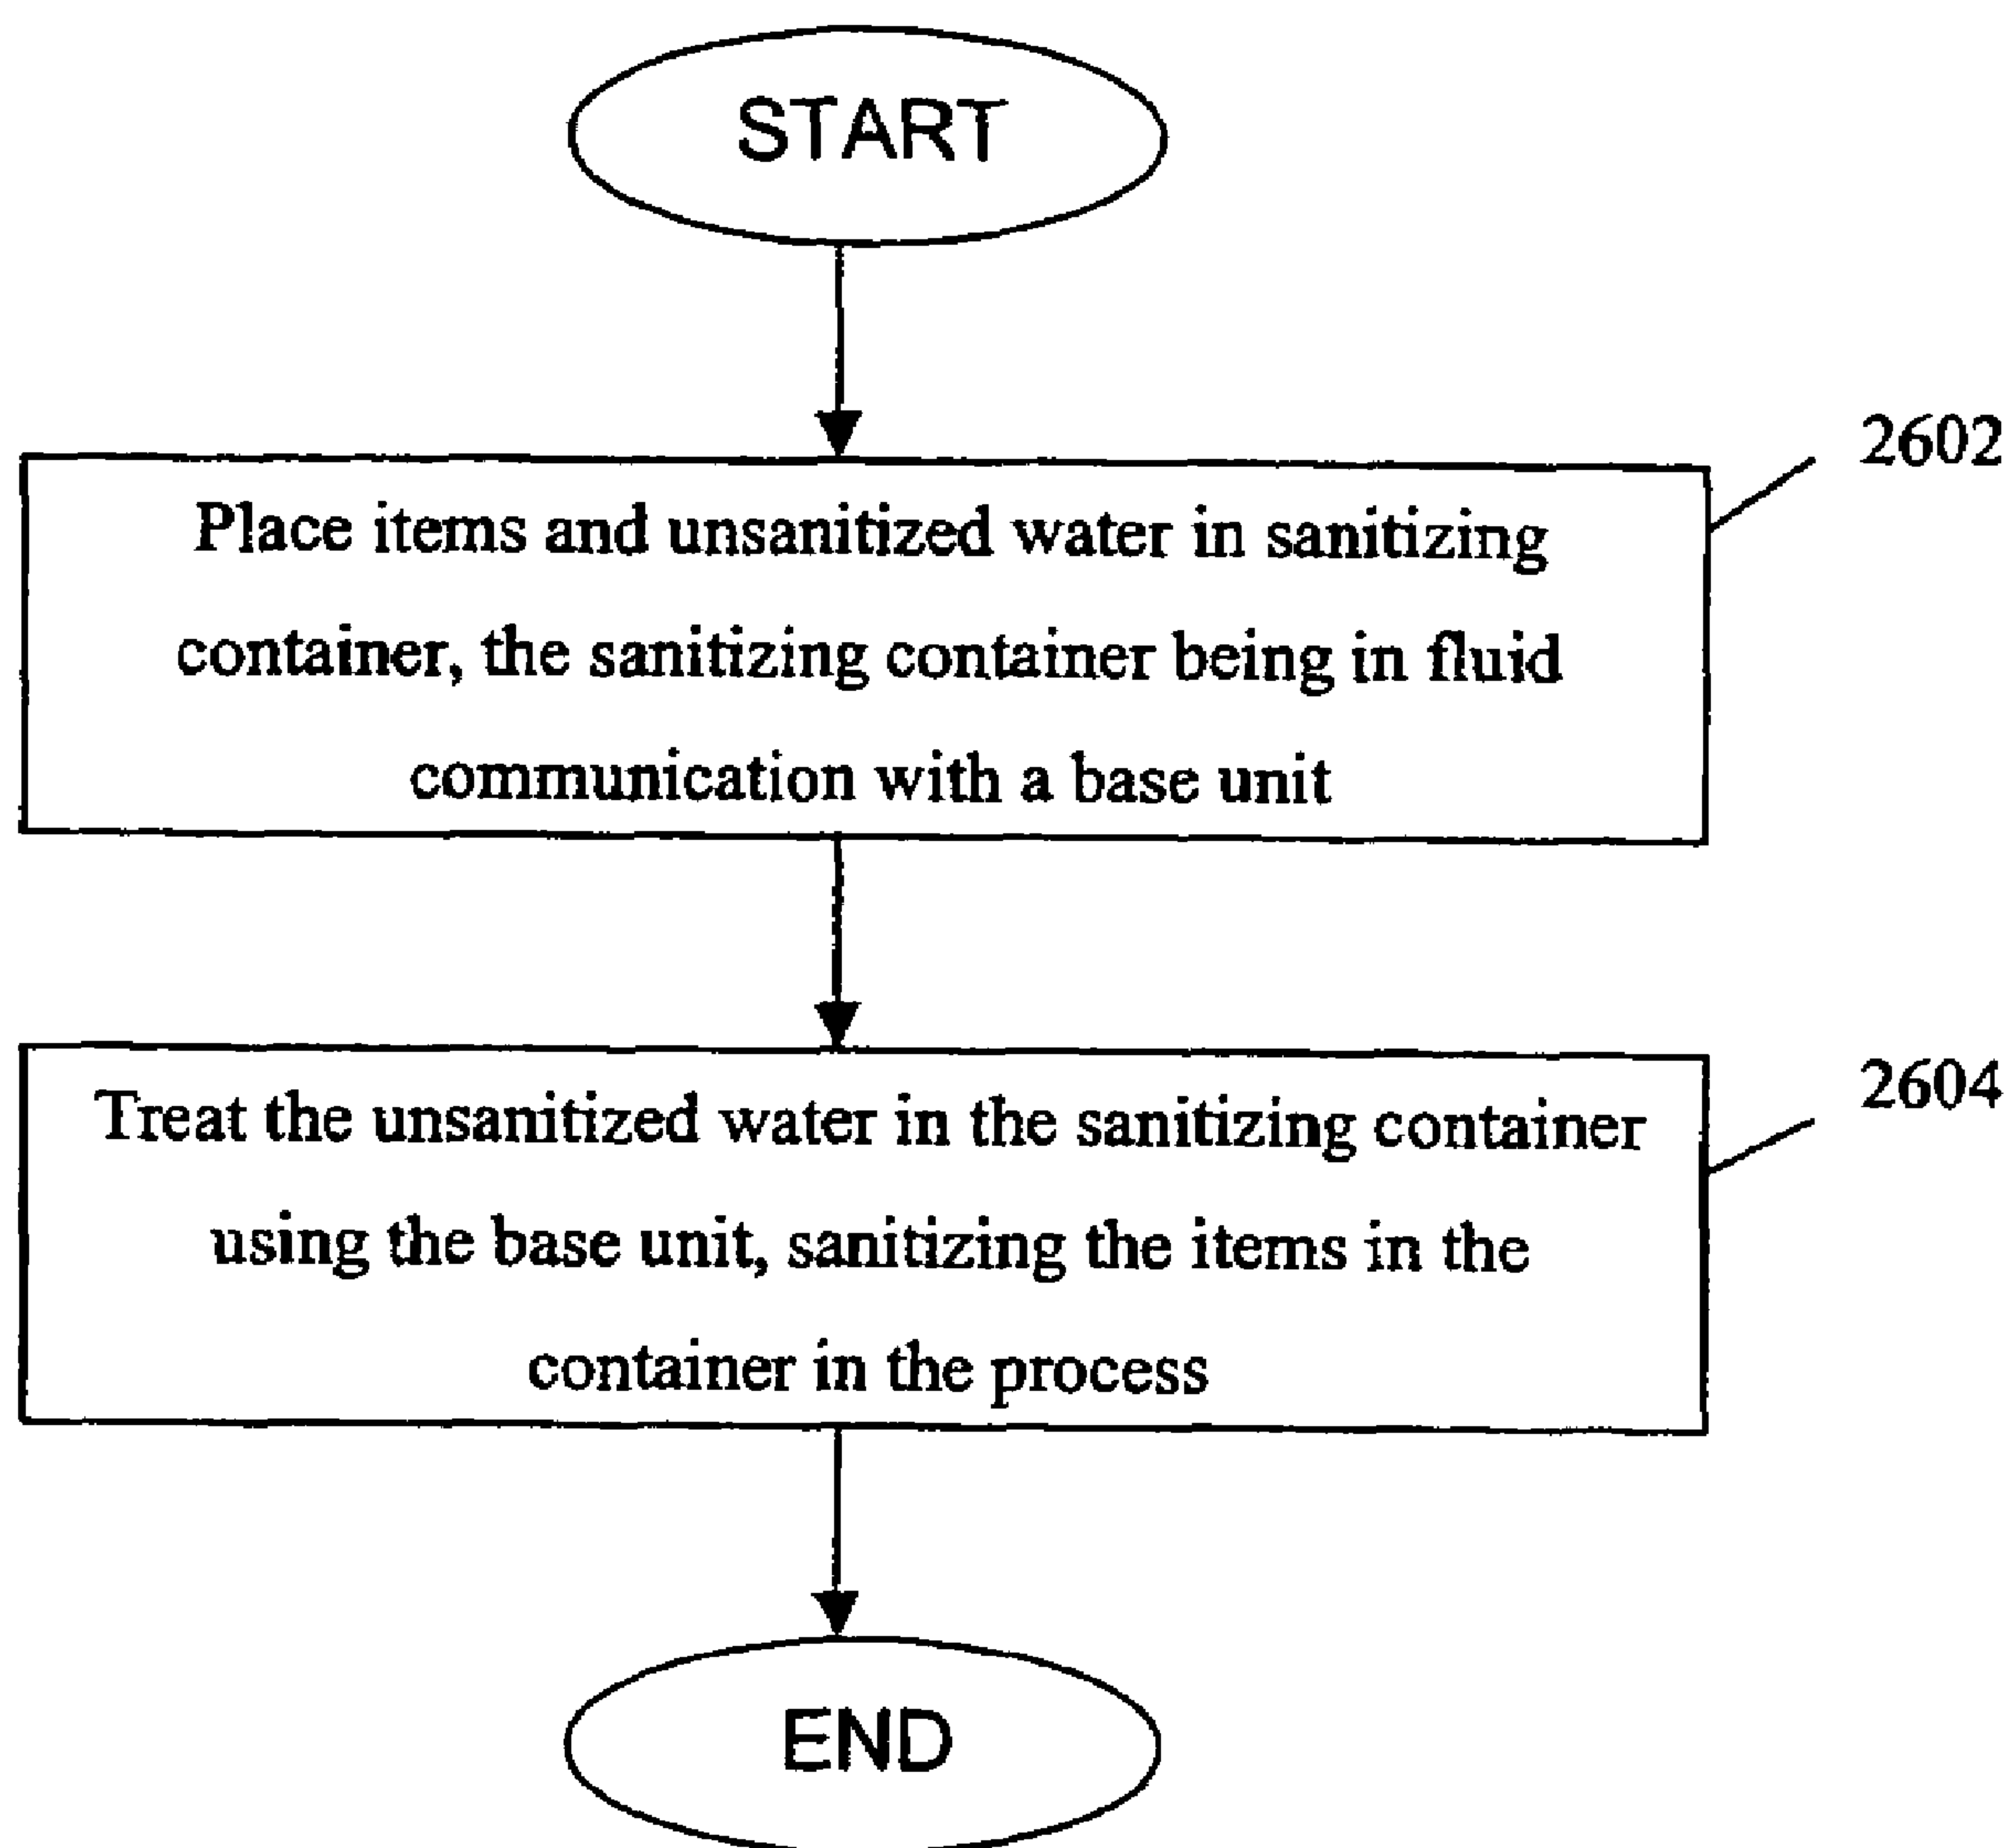 START
2602
Place items and unsanitized water in sanitizing
container, the sanitizing container being in fluid
communication with a base unit
2604
Treat the unsanitized water in the sanitizing container
using the base unit, sanitizing the items in the
container in the process
END